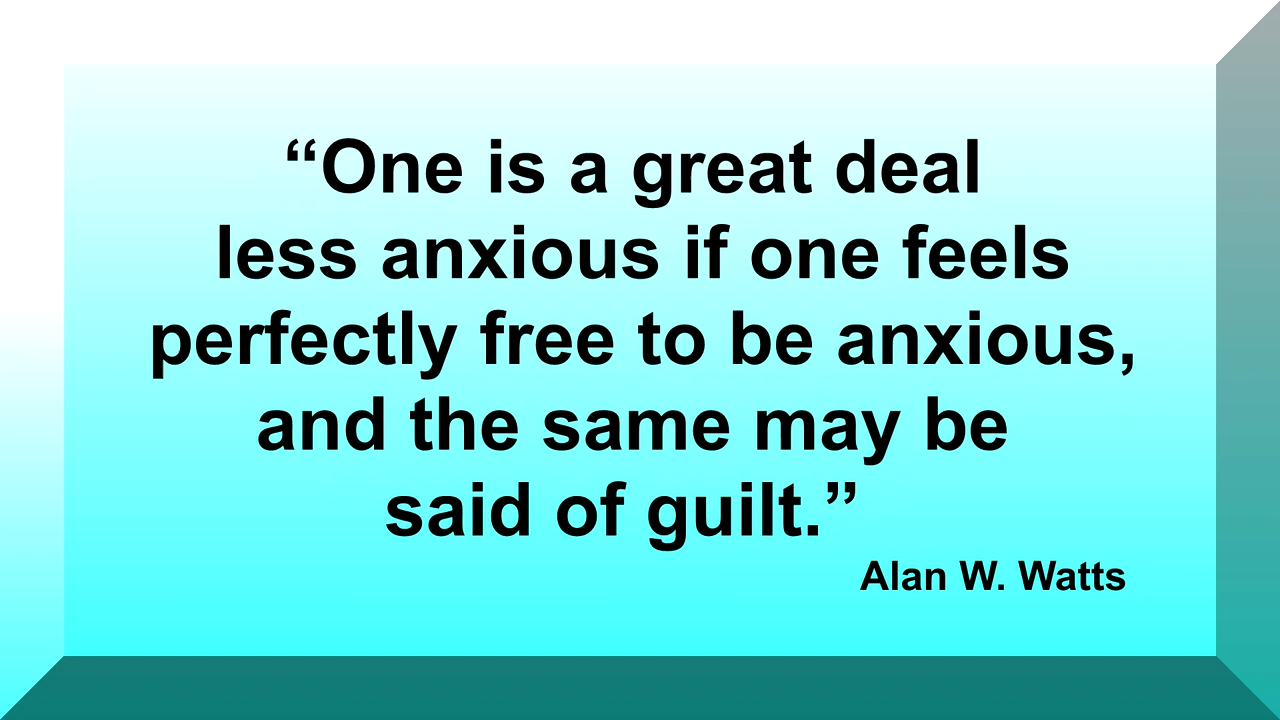 “One is a great deal
less anxious if one feels
perfectly free to be anxious,
and the same may be
said of guilt.”
Alan W. Watts